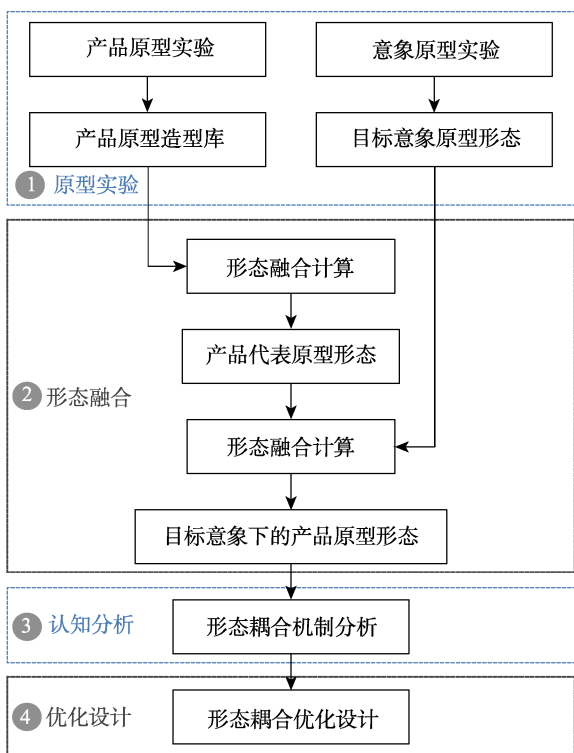 产品原型实验
意象原型实验
产品原型造型库
目标意象原型形态
1 原型实验
形态融合计算
产品代表原型形态
2 形态融合
形态融合计算
目标意象下的产品原型形态
3 认知分析
形态耦合机制分析
4 优化设计
形态耦合优化设计